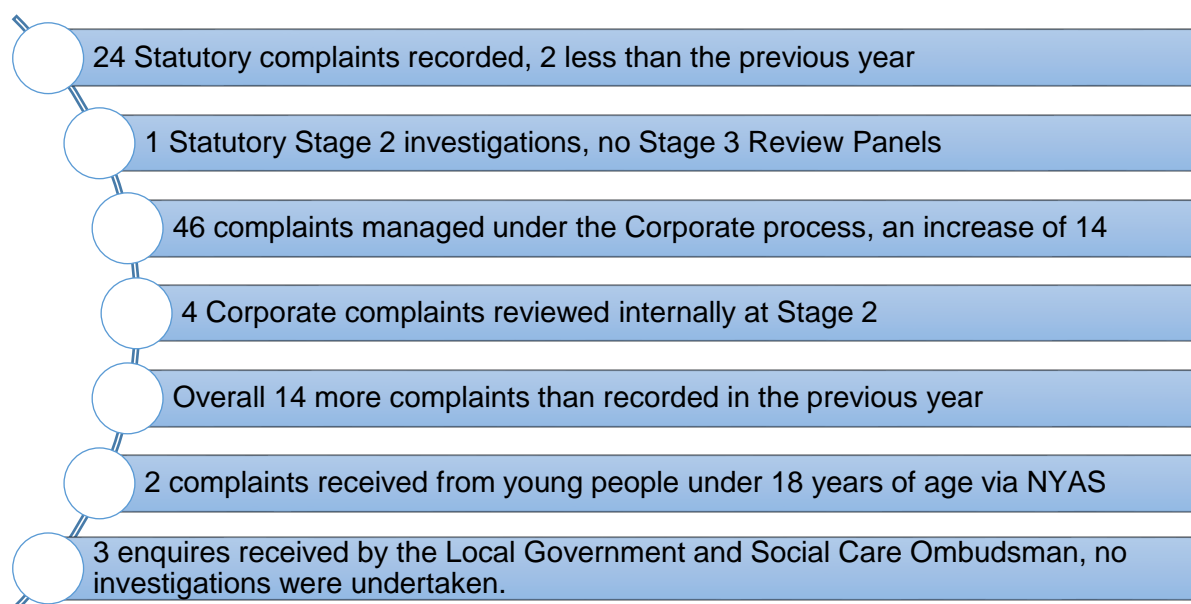 24 Statutory complaints recorded, 2 less than the previous year
1 Statutory Stage 2 investigations, no Stage 3 Review Panels
46 complaints managed under the Corporate process, an increase of 14
4 Corporate complaints reviewed internally at Stage 2
Overall 14 more complaints than recorded in the previous year
2 complaints received from young people under 18 years of age via NYAS
3 enquires received by the Local Government and Social Care Ombudsman, no
investigations were undertaken.